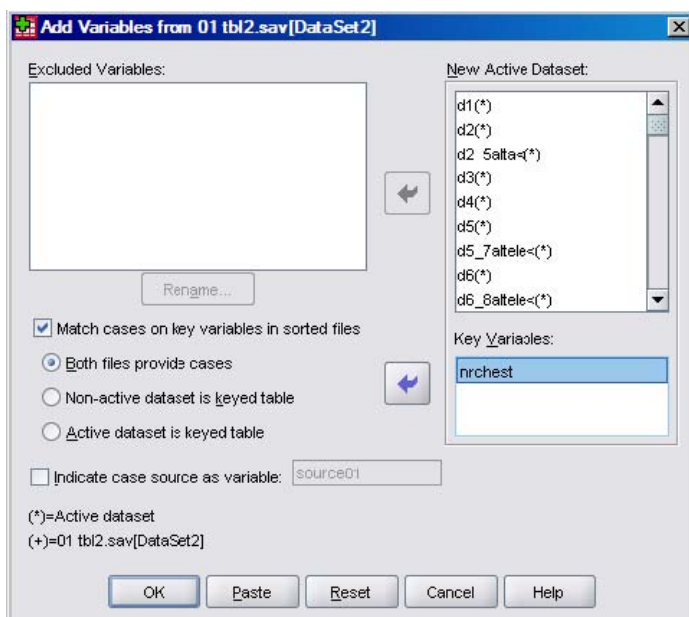 Add Variables from 01 tbl2.sav[DataSet2]
Excluded Variables:
Rename...
Match cases on key variables in sorted files
Both files provide cases
Non-active dataset is keyed table
Active dataset is keyed table
Indicate case source as variable: source01
(*)=Active dataset
(+)=01 tbl2.sav[DataSet2]
New Active Dataset:
d1(*)
d2(*)
d2_5alta<(*)
d3(*)
d4(*)
d5(*)
d5_7altele<(*)
d6(*)
d6_8altele<(*)
Key Variables:
nrchest
OK
Paste
Reset
Cancel
Help